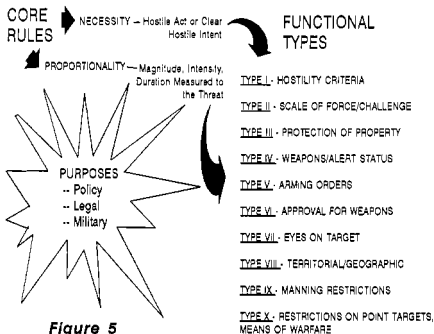 CORE RULES
NECESSITY – Hostile Act or Clear
Hostile Intent
PROPORTIONALITY – Magnitude, Intensity,
Duration Measured to
the Threat
PURPOSES
-- Policy
-- Legal
-- Military
Figure 5
FUNCTIONAL
TYPES
TYPE I - HOSTILITY CRITERIA
TYPE II - SCALE OF FORCE/CHALLENGE
TYPE III - PROTECTION OF PROPERTY
TYPE IV - WEAPONS/ALERT STATUS
TYPE V - ARMING ORDERS
TYPE VI - APPROVAL FOR WEAPONS
TYPE VII - EYES ON TARGET
TYPE VIII - TERRITORIAL/GEOGRAPHIC
TYPE IX - MANNING RESTRICTIONS
TYPE X - RESTRICTIONS ON POINT TARGETS,
MEANS OF WARFARE